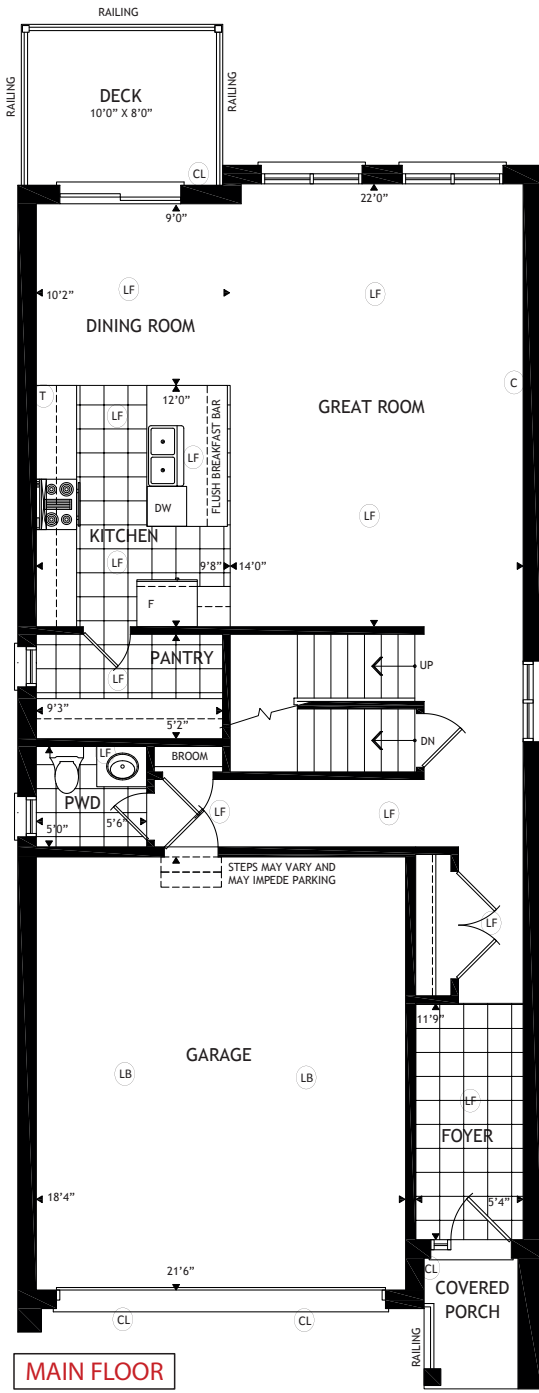 RAILING
RAILING
RAILING
DECK
10'0” X 8'0”
CL
9'0”
22'0”
10'2”
LF
LF
DINING ROOM
T
12'0”
C
LF
GREAT ROOM
FLUSH BREAKFAST BAR
LF
DW
LF
KITCHEN
LF
9'8”
14'0”
F
PANTRY
UP
LF
9'3”
5'2”
DN
LF
BROOM
PWD
5'0”
5'6”
LF
LF
STEPS MAY VARY AND
MAY IMPEDE PARKING
LF
11'9”
GARAGE
LB
LB
LF
FOYER
18'4”
5'4”
21'6”
CL
COVERED
PORCH
CL
CL
RAILING
MAIN FLOOR